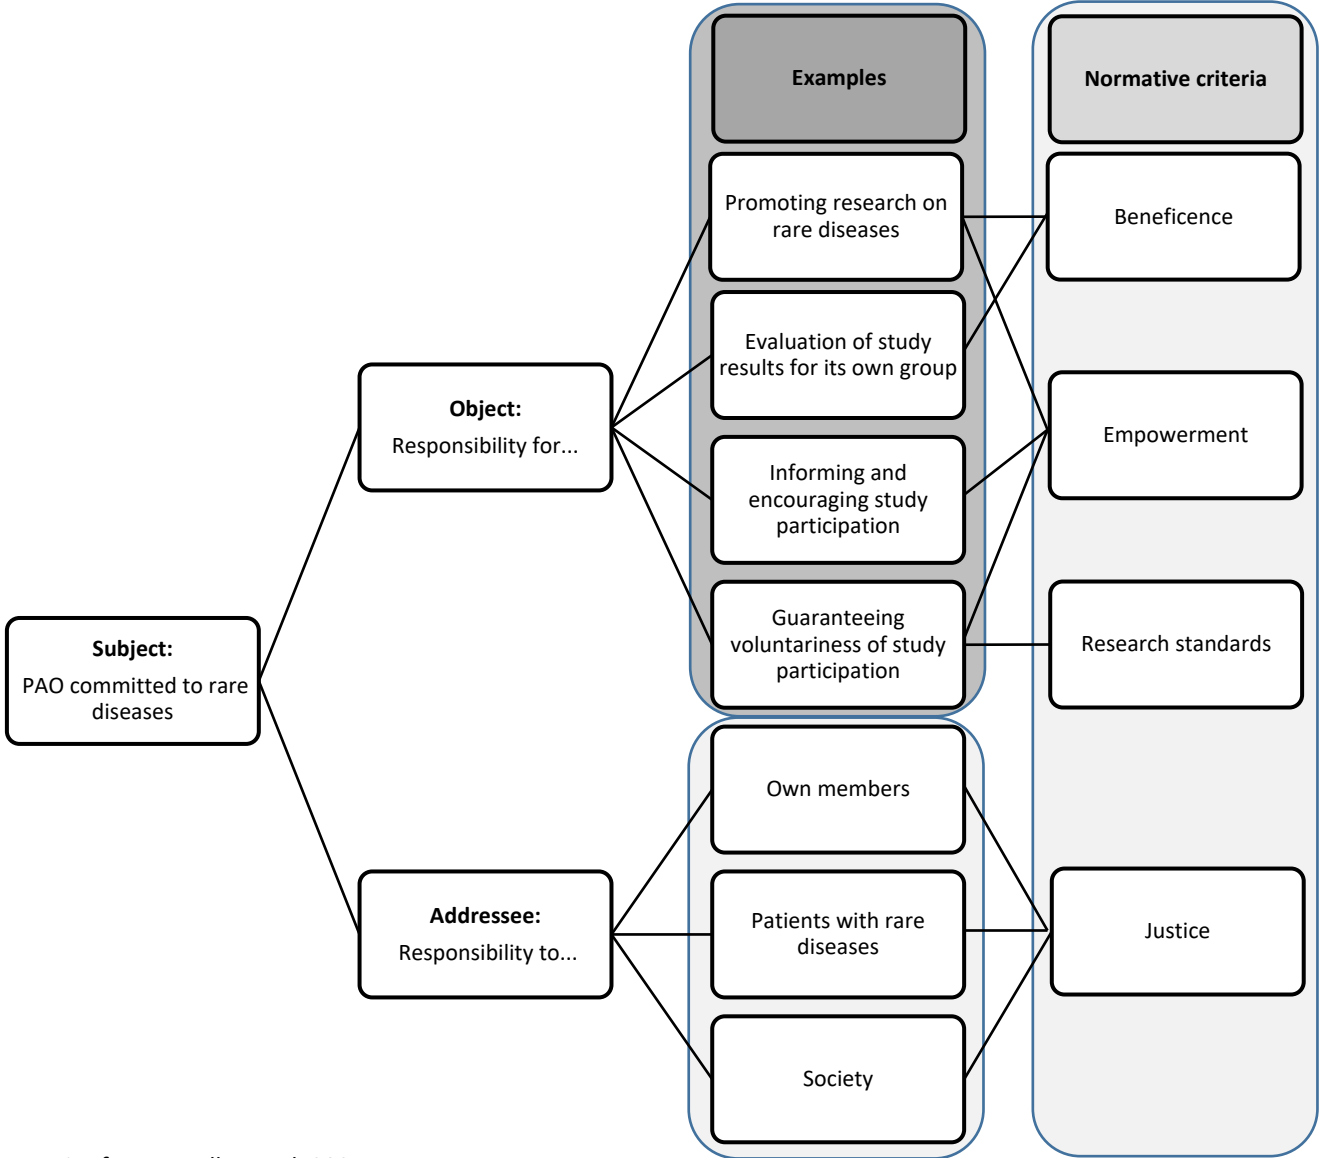 Examples
Normative criteria
Promoting research on
rare diseases
Beneficence
Evaluation of study
results for its own group
Object:
Responsibility for...
Empowerment
Informing and
encouraging study
participation
Guaranteeing
voluntariness of study
participation
Research standards
Subject:
PAO committed to rare
diseases
Own members
Addressee:
Responsibility to...
Patients with rare
diseases
Justice
Society